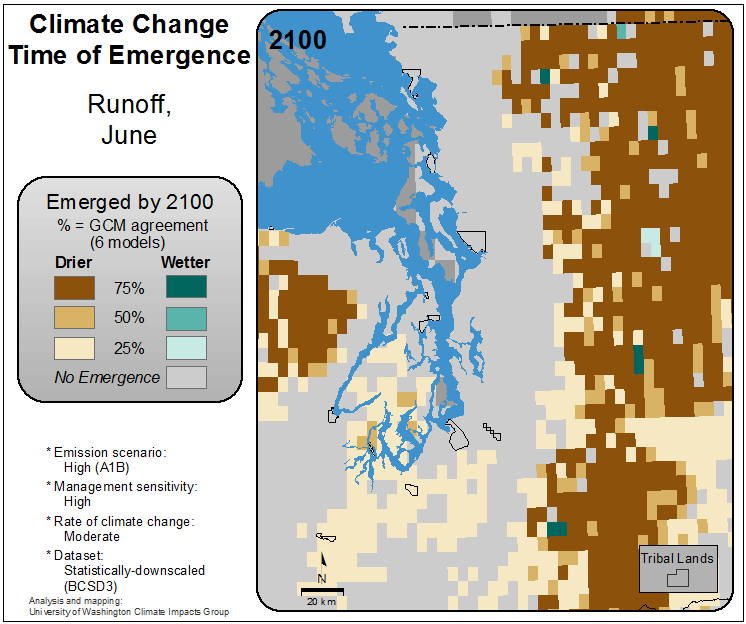 Climate Change
Time of Emergence
Runoff,
June
Emerged by 2100
% = GCM agreement
(6 models)
Drier Wetter
75%
50%
25%
No Emergence
* Emission scenario:
High (A1B)
* Management sensitivity:
High
* Rate of climate change:
Moderate
* Dataset:
Statistically-downscaled
(BCSD3)
Analysis and mapping:
University of Washington Climate Impacts Group
2100
N
20 km
Tribal Lands